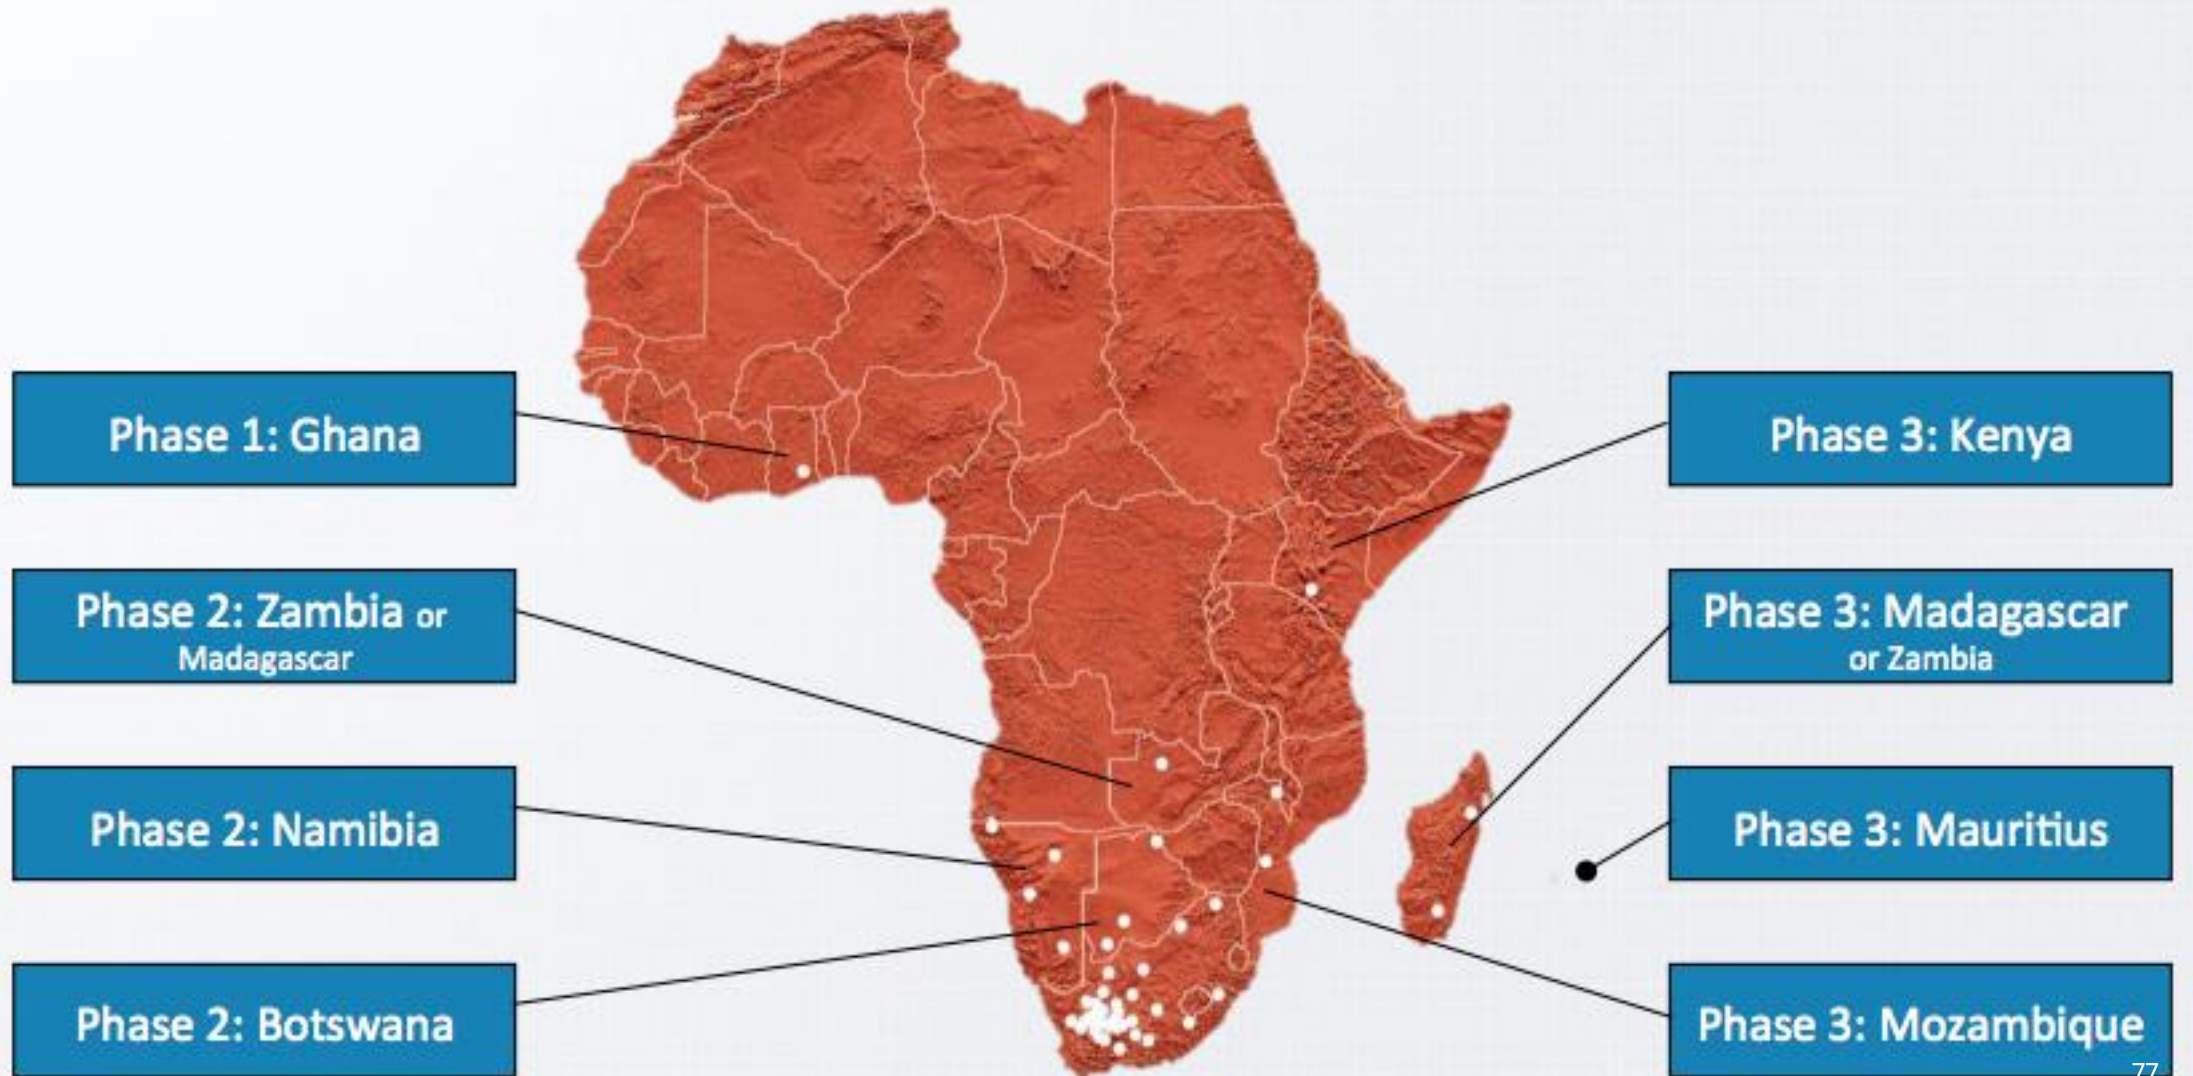 Phase 1: Ghana
Phase 2: Zambia or
Madagascar
Phase 2: Namibia
Phase 2: Botswana
Phase 3: Kenya
Phase 3: Madagascar
or Zambia
Phase 3: Mauritius
Phase 3: Mozambique
77